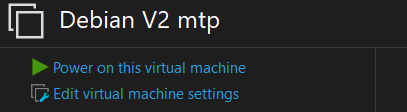 Debian V2 mtp
Power on this virtual machine
Edit virtual machine settings